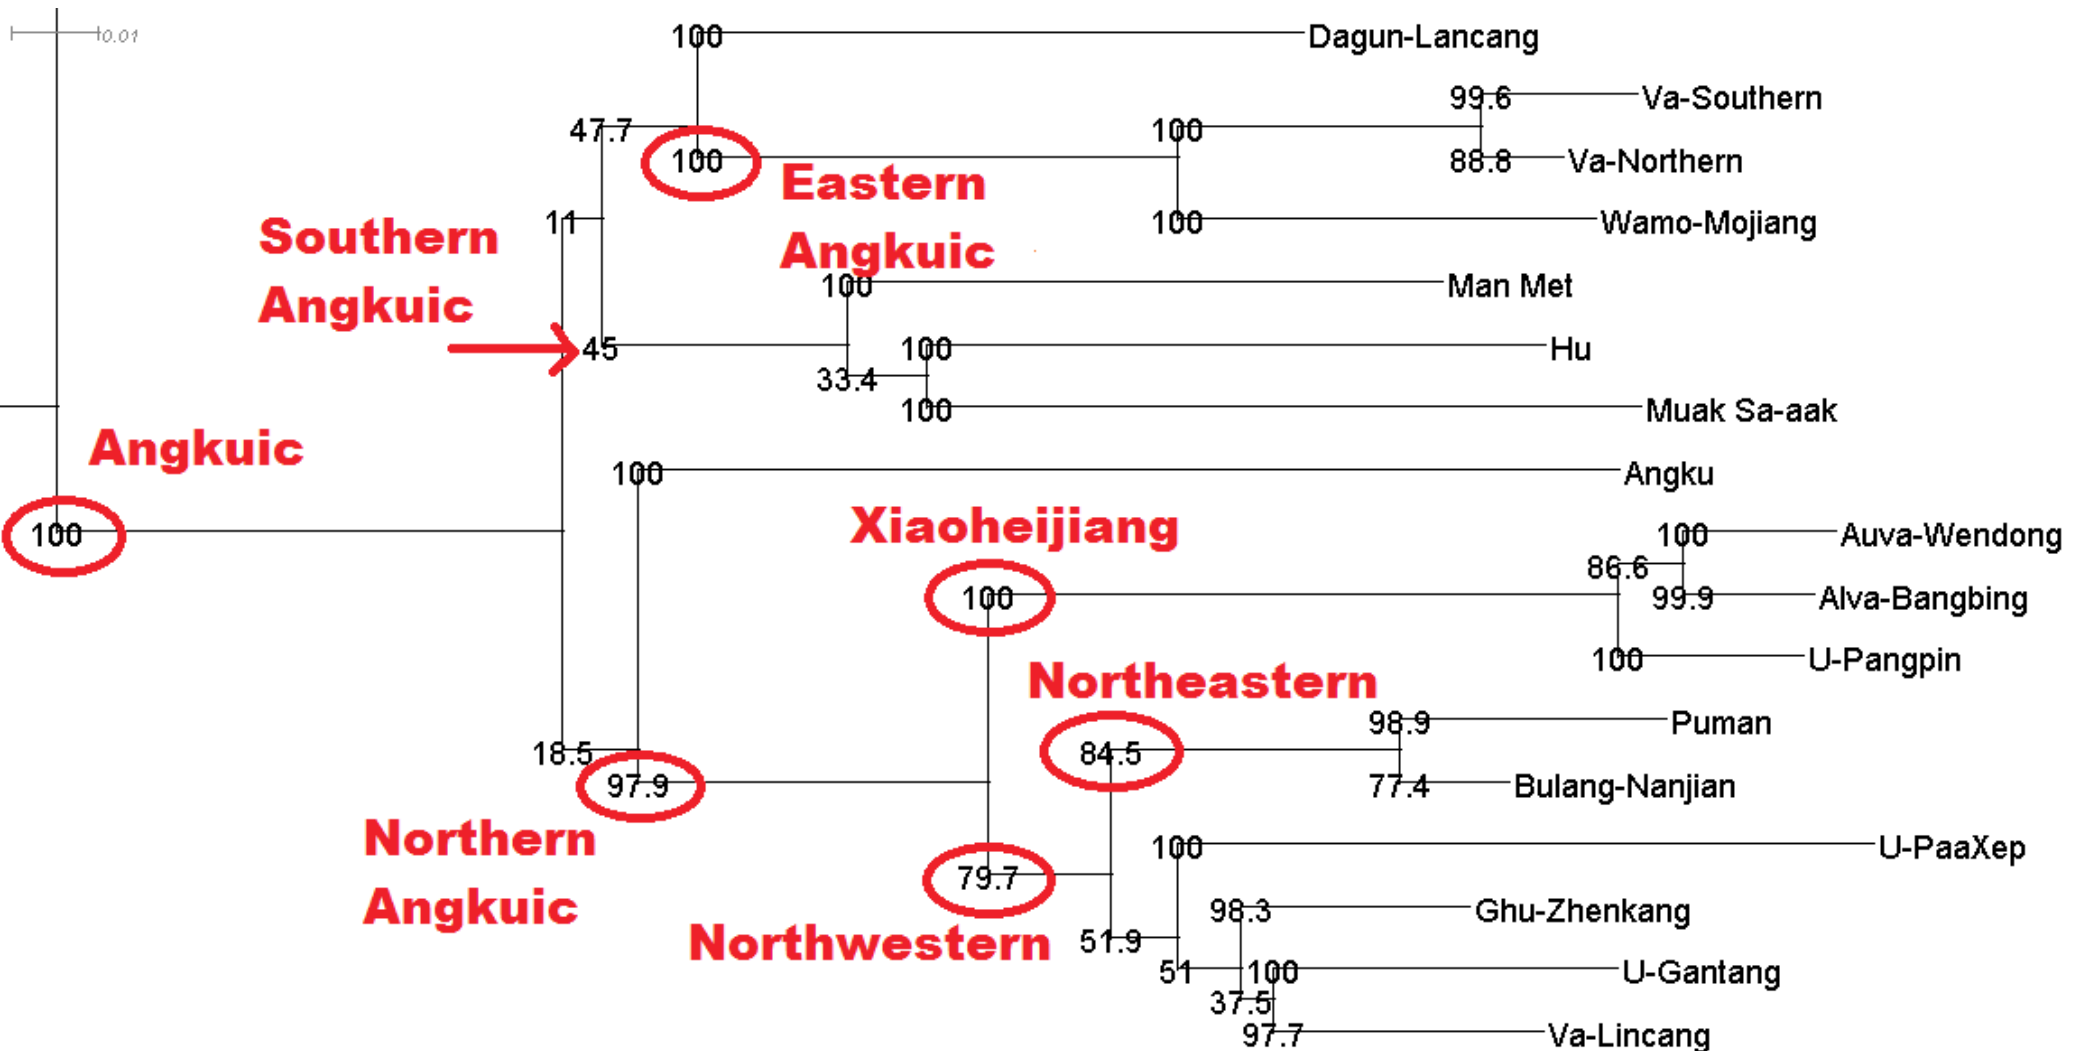 0.01
100
Dagun-Lancang
99.6
Va-Southern
47.7
100
100
Eastern
Angkuic
88.8
Va-Northern
11
100
Wamo-Mojiang
Southern
Angkuic
100
Man Met
45
100
Hu
33.4
100
Muak Sa-aak
Angkuic
100
100
Angku
Xiaoheijiang
100
Auva-Wendong
86.6
100
99.9
Alva-Bangbing
100
U-Pangpin
Northeastern
98.9
Puman
18.5
84.5
97.9
77.4
Bulang-Nanjian
Northern
Angkuic
100
U-PaaXep
79.7
Northwestern
98.3
Ghu-Zhenkang
51.9
51
100
U-Gantang
37.5
97.7
Va-Lincang